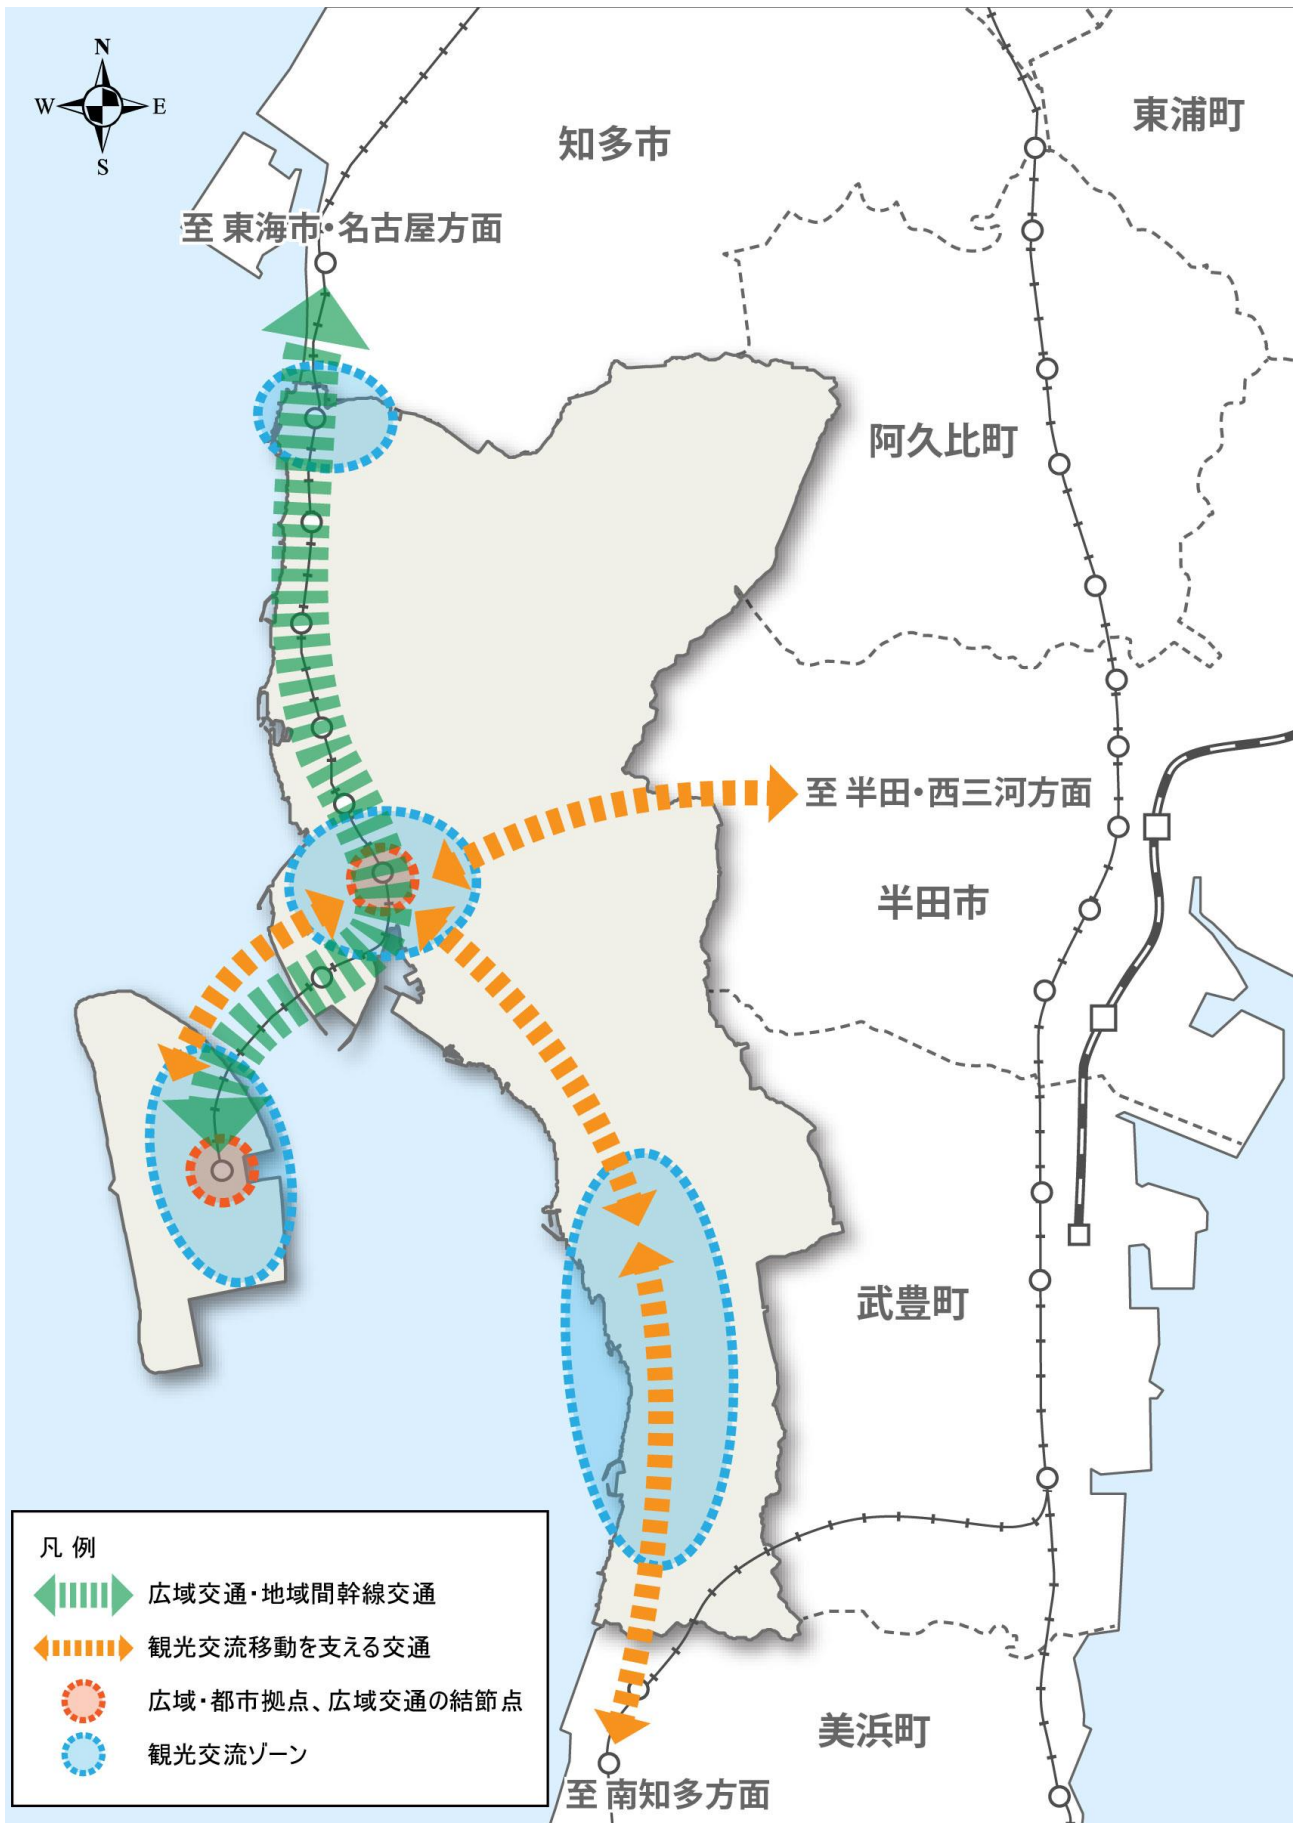 N
W
E
S
東浦町
知多市
至 東海市・名古屋方面
阿久比町
至 半田・西三河方面
半田市
武豊町
美浜町
至 南知多方面
凡 例
広域交通・地域間幹線交通
観光交流移動を支える交通
広域・都市拠点、広域交通の結節点
観光交流ゾーン